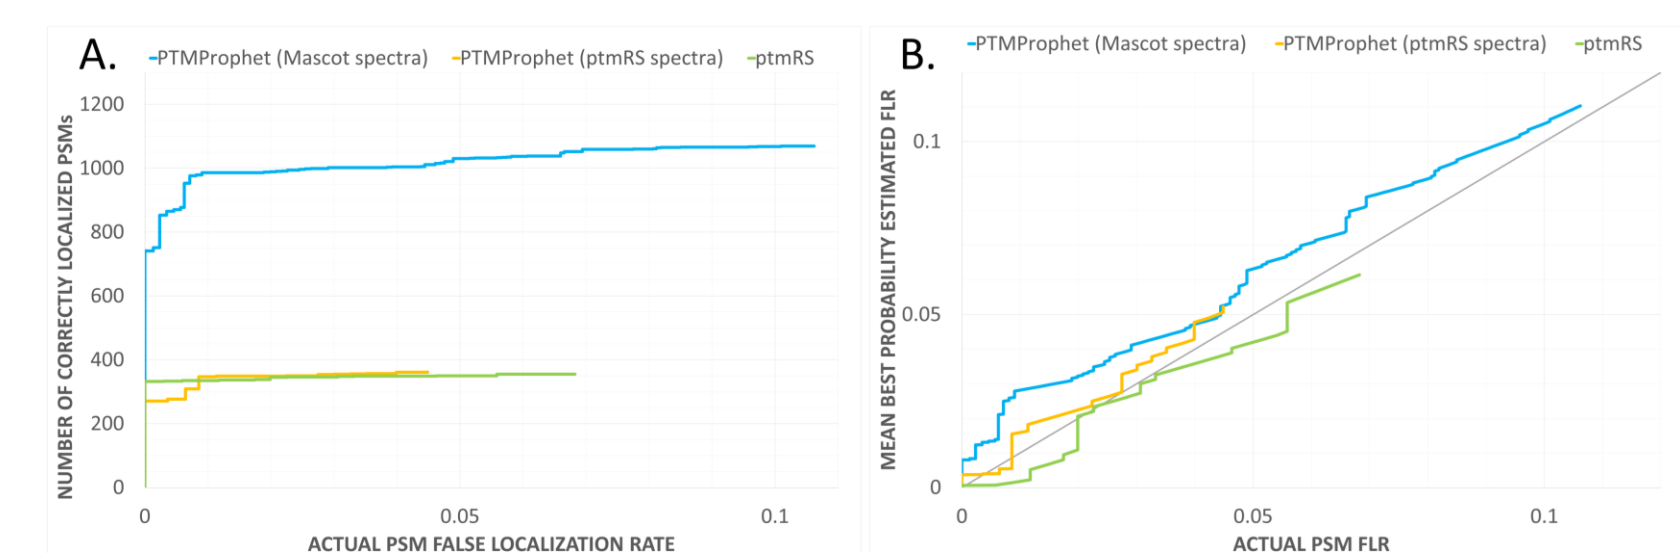 A.
PTMProphet (Mascot spectra) PTMProphet (ptmRS spectra) ptmRS
NUMBER OF CORRECTLY LOCALIZED PSMs
1200
1000
800
600
400
200
0
0 0.05 0.1
ACTUAL PSM FALSE LOCALIZATION RATE
B.
PTMProphet (Mascot spectra) PTMProphet (ptmRS spectra) ptmRS
MEAN BEST PROBABILITY ESTIMATED FLR
0.1
0.05
0
0 0.05 0.1
ACTUAL PSM FLR